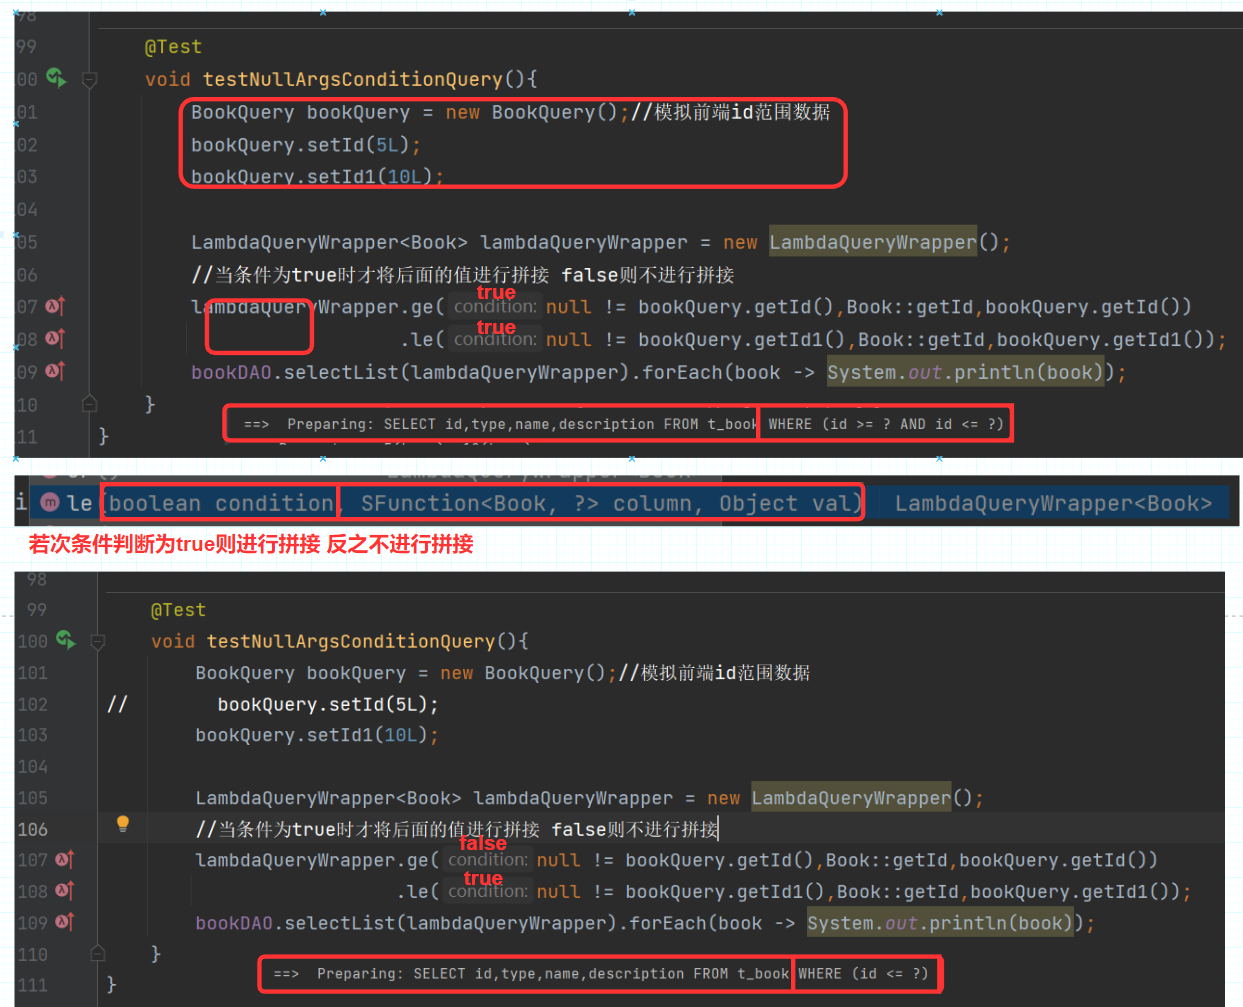 98
99 @Test
00 void testNullArgsConditionQuery(){
01 BookQuery bookQuery = new BookQuery();//模拟前端id范围数据
02 bookQuery.setId(5L);
03 bookQuery.setId1(10L);
04
05 LambdaQueryWrapper<Book> lambdaQueryWrapper = new LambdaQueryWrapper();
06 //当条件为true时才将后面的值进行拼接 false则不进行拼接
true
07 lambdaQueryWrapper.ge( condition: null != bookQuery.getId(),Book::getId,bookQuery.getId())
true
08 .le( condition: null != bookQuery.getId1(),Book::getId,bookQuery.getId1());
09 bookDAO.selectList(lambdaQueryWrapper).forEach(book -> System.out.println(book));
10 }
==> Preparing: SELECT id,type,name,description FROM t_book WHERE (id >= ? AND id <= ?)
11 }
i m le(boolean condition, SFunction<Book, ?> column, Object val) LambdaQueryWrapper<Book>
若次条件判断为true则进行拼接 反之不进行拼接
98
99 @Test
100 void testNullArgsConditionQuery(){
101 BookQuery bookQuery = new BookQuery();//模拟前端id范围数据
102 // bookQuery.setId(5L);
103 bookQuery.setId1(10L);
104
105 LambdaQueryWrapper<Book> lambdaQueryWrapper = new LambdaQueryWrapper();
106 //当条件为true时才将后面的值进行拼接 false则不进行拼接
false
107 lambdaQueryWrapper.ge( condition: null != bookQuery.getId(),Book::getId,bookQuery.getId())
true
108 .le( condition: null != bookQuery.getId1(),Book::getId,bookQuery.getId1());
109 bookDAO.selectList(lambdaQueryWrapper).forEach(book -> System.out.println(book));
110 }
==> Preparing: SELECT id,type,name,description FROM t_book WHERE (id <= ?)
111 }